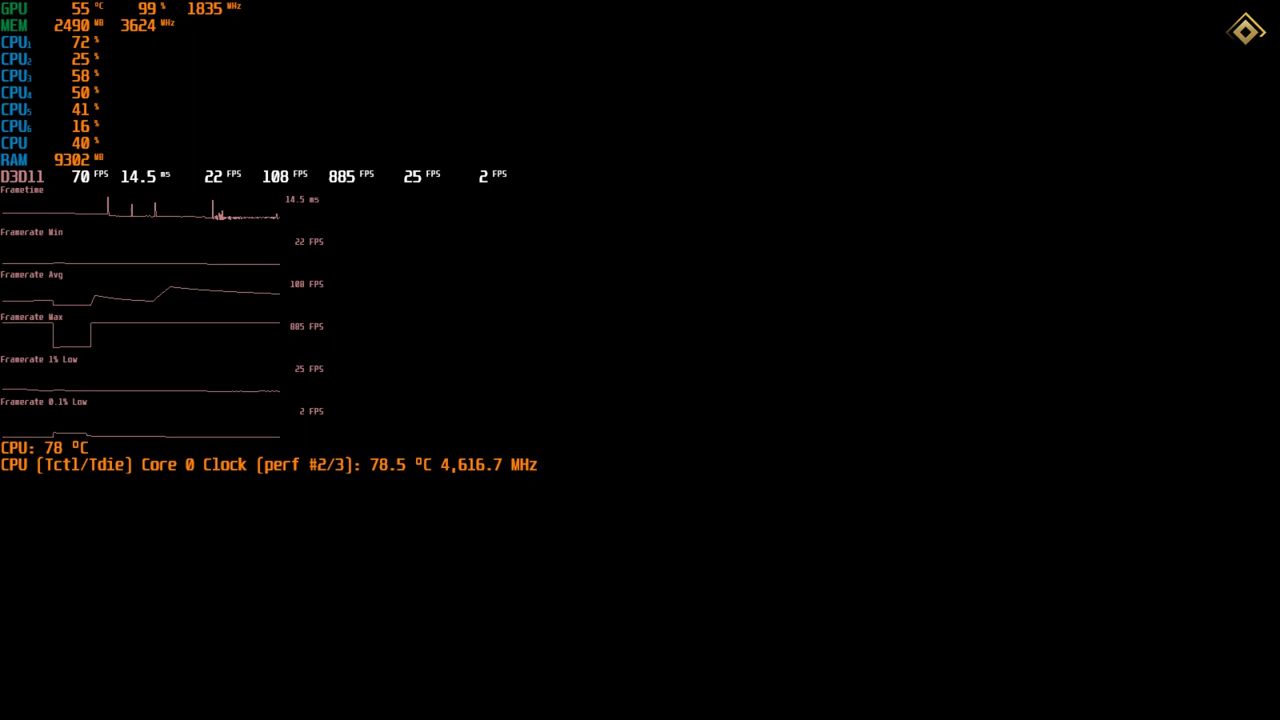 GPU 55 °C 99 % 1835 MHz
MEM 2490 MB 3624 MHz
CPU1 72 %
CPU2 25 %
CPU3 58 %
CPU4 50 %
CPU5 41 %
CPU6 16 %
CPU 40 %
RAM 9302 MB
D3D11 70 FPS 14.5 ms 22 FPS 108 FPS 885 FPS 25 FPS 2 FPS
Frametime 14.5 ms
Framerate Min 22 FPS
Framerate Avg 108 FPS
Framerate Max 885 FPS
Framerate 1% Low 25 FPS
Framerate 0.1% Low 2 FPS
CPU: 78 °C
CPU [Tctl/Tdie] Core 0 Clock (perf #2/3): 78.5 °C 4,616.7 MHz